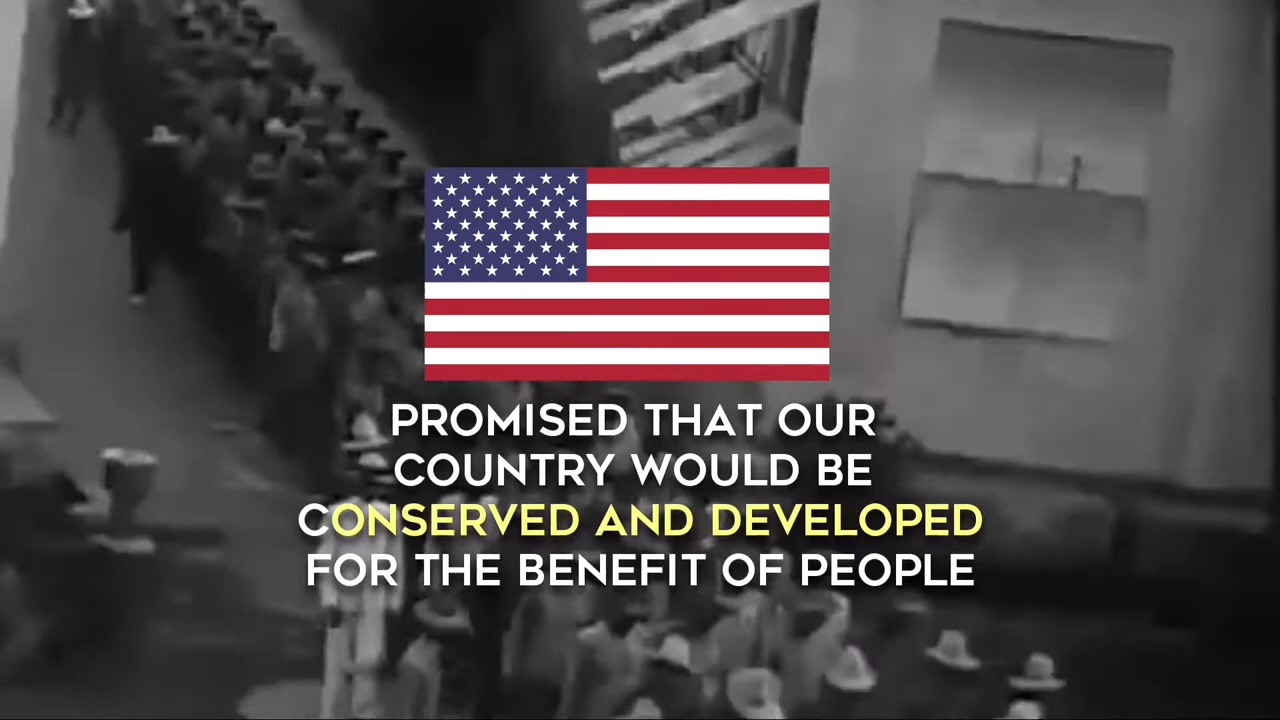 PROMISED THAT OUR
COUNTRY WOULD BE
CONSERVED AND DEVELOPED
FOR THE BENEFIT OF PEOPLE